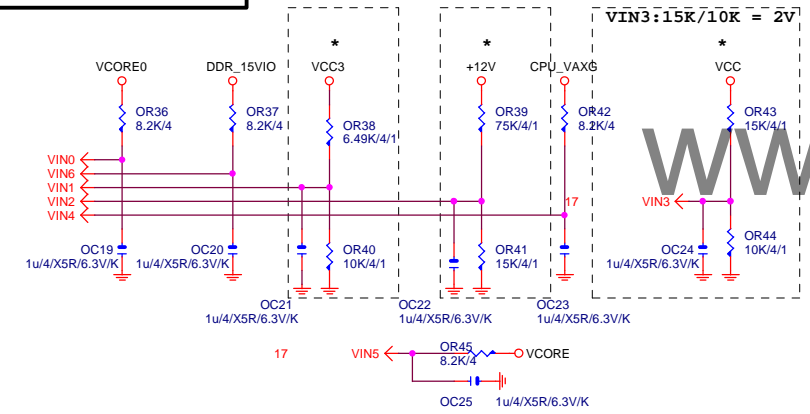 VIN3:15K/10K = 2V
* * *
VCORE0 DDR_15VIO VCC3 +12V CPU_VAXG VCC
OR36 OR37 OR38 OR39 OR42 OR43
8.2K/4 8.2K/4 6.49K/4/1 75K/4/1 8.2K/4 15K/4/1
WW
VIN0
VIN6
VIN1
VIN2 17 VIN3
VIN4
OC19 OC20 OR40 OR41 OC24 OR44
1u/4/X5R/6.3V/K 1u/4/X5R/6.3V/K 10K/4/1 15K/4/1 1u/4/X5R/6.3V/K 10K/4/1
OC21 OC22 OC23
1u/4/X5R/6.3V/K 1u/4/X5R/6.3V/K 1u/4/X5R/6.3V/K
17 VIN5 OR45 VCORE
8.2K/4
OC25 1u/4/X5R/6.3V/K